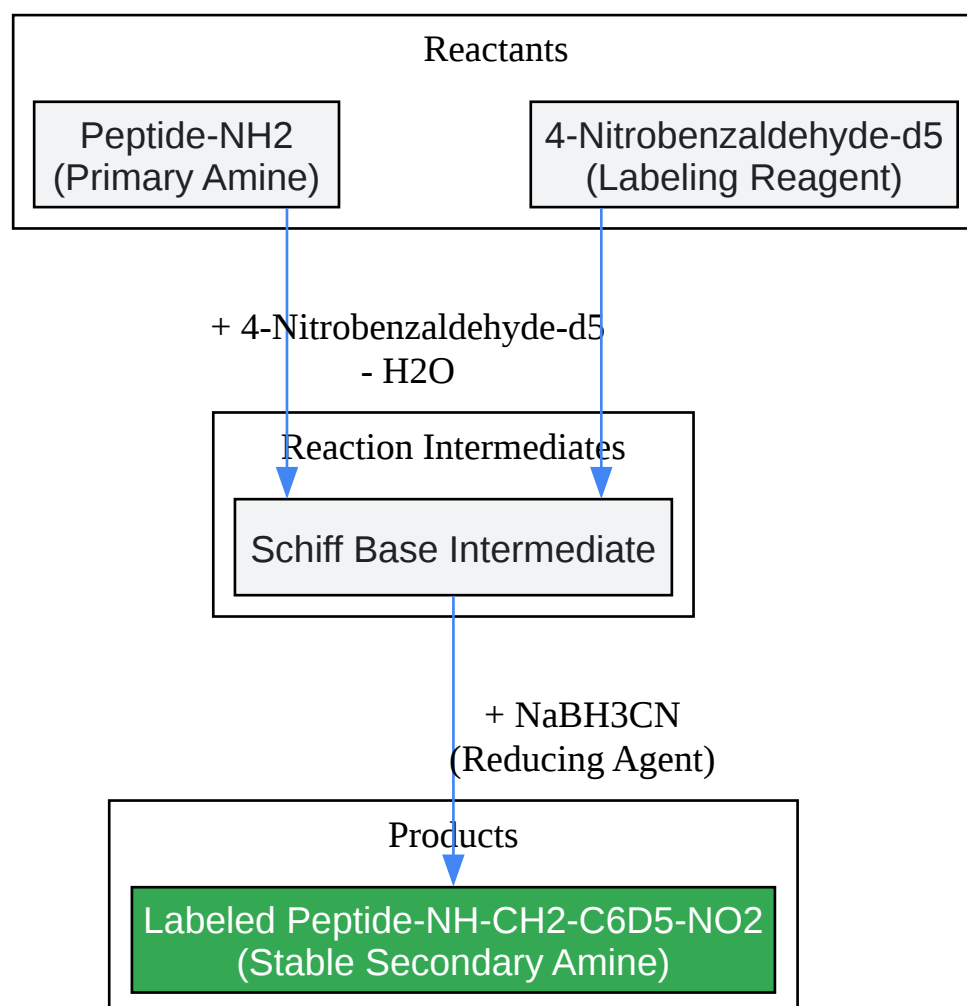 Reactants
Peptide-NH2
(Primary Amine)
4-Nitrobenzaldehyde-d5
(Labeling Reagent)
+ 4-Nitrobenzaldehyde-d5
- H2O
Reaction Intermediates
Schiff Base Intermediate
+ NaBH3CN
(Reducing Agent)
Products
Labeled Peptide-NH-CH2-C6D5-NO2
(Stable Secondary Amine)